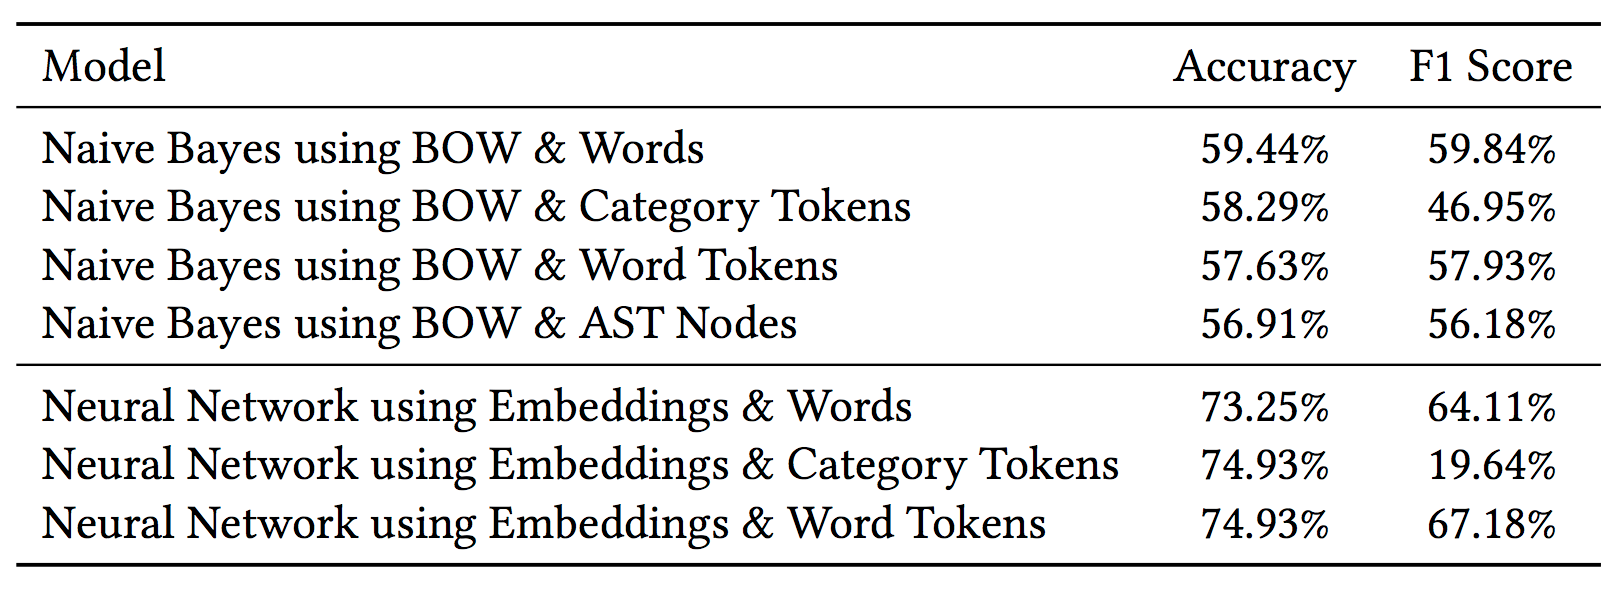 Model Accuracy F1 Score
Naive Bayes using BOW & Words 59.44% 59.84%
Naive Bayes using BOW & Category Tokens 58.29% 46.95%
Naive Bayes using BOW & Word Tokens 57.63% 57.93%
Naive Bayes using BOW & AST Nodes 56.91% 56.18%
Neural Network using Embeddings & Words 73.25% 64.11%
Neural Network using Embeddings & Category Tokens 74.93% 19.64%
Neural Network using Embeddings & Word Tokens 74.93% 67.18%